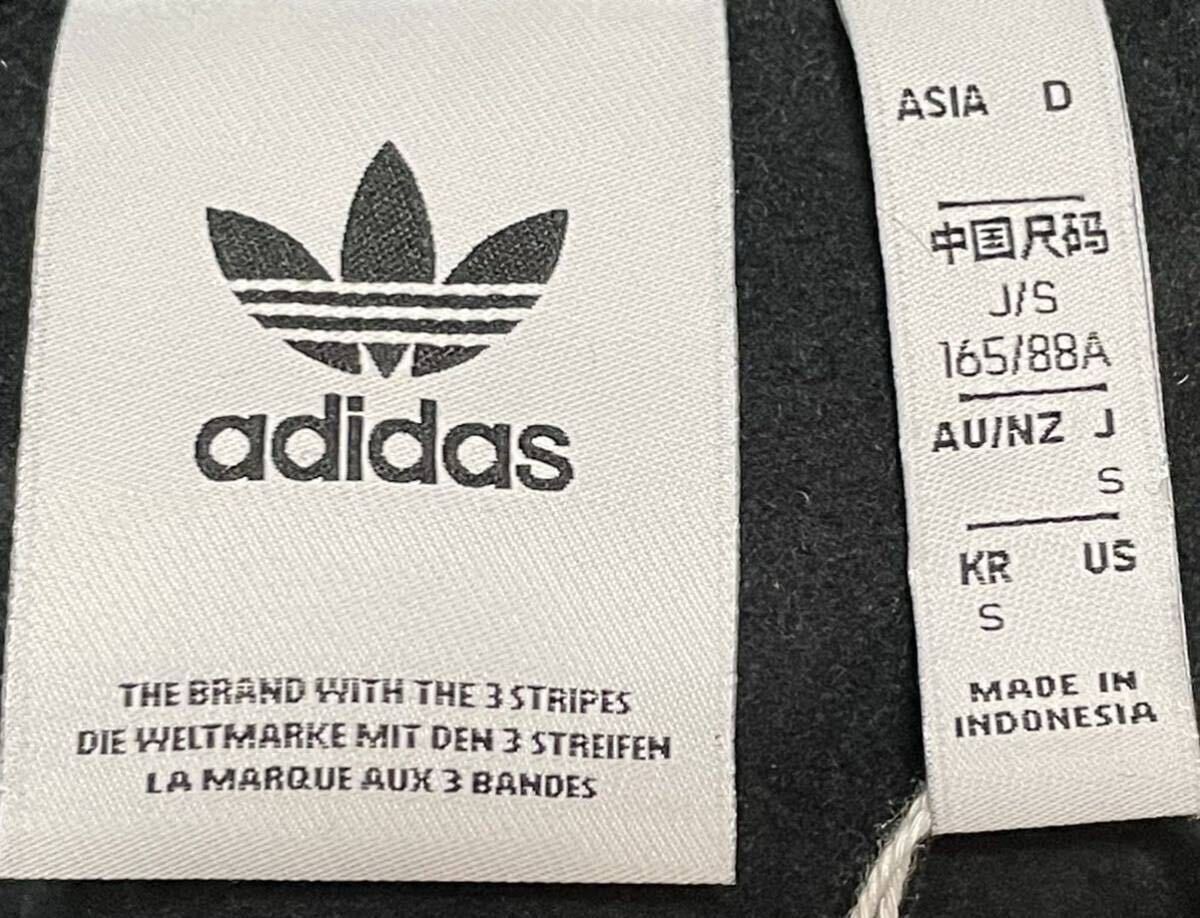 adidas
THE BRAND WITH THE 3 STRIPES
DIE WELTMARKE MIT DEN 3 STREIFEN
LA MARQUE AUX 3 BANDES
ASIA D
中国尺码
J/S
165/88A
AU/NZ J
S
KR US
S
MADE IN
INDONESIA